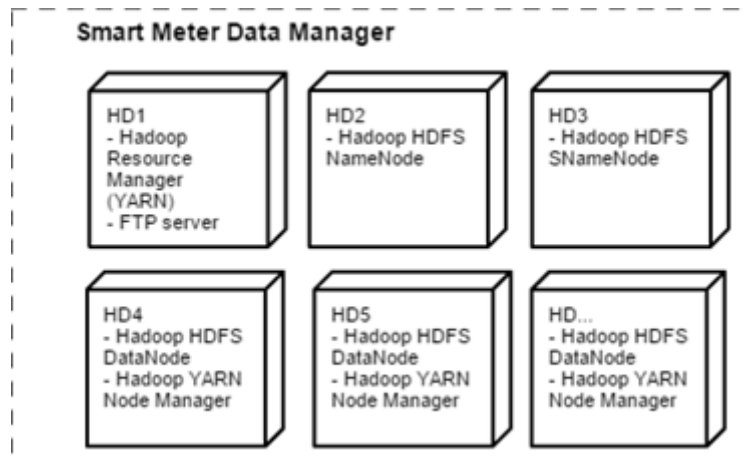 Smart Meter Data Manager
HD1
- Hadoop
Resource
Manager
(YARN)
- FTP server
HD2
- Hadoop HDFS
NameNode
HD3
- Hadoop HDFS
SNameNode
HD4
- Hadoop HDFS
DataNode
- Hadoop YARN
Node Manager
HD5
- Hadoop HDFS
DataNode
- Hadoop YARN
Node Manager
HD...
- Hadoop HDFS
DataNode
- Hadoop YARN
Node Manager